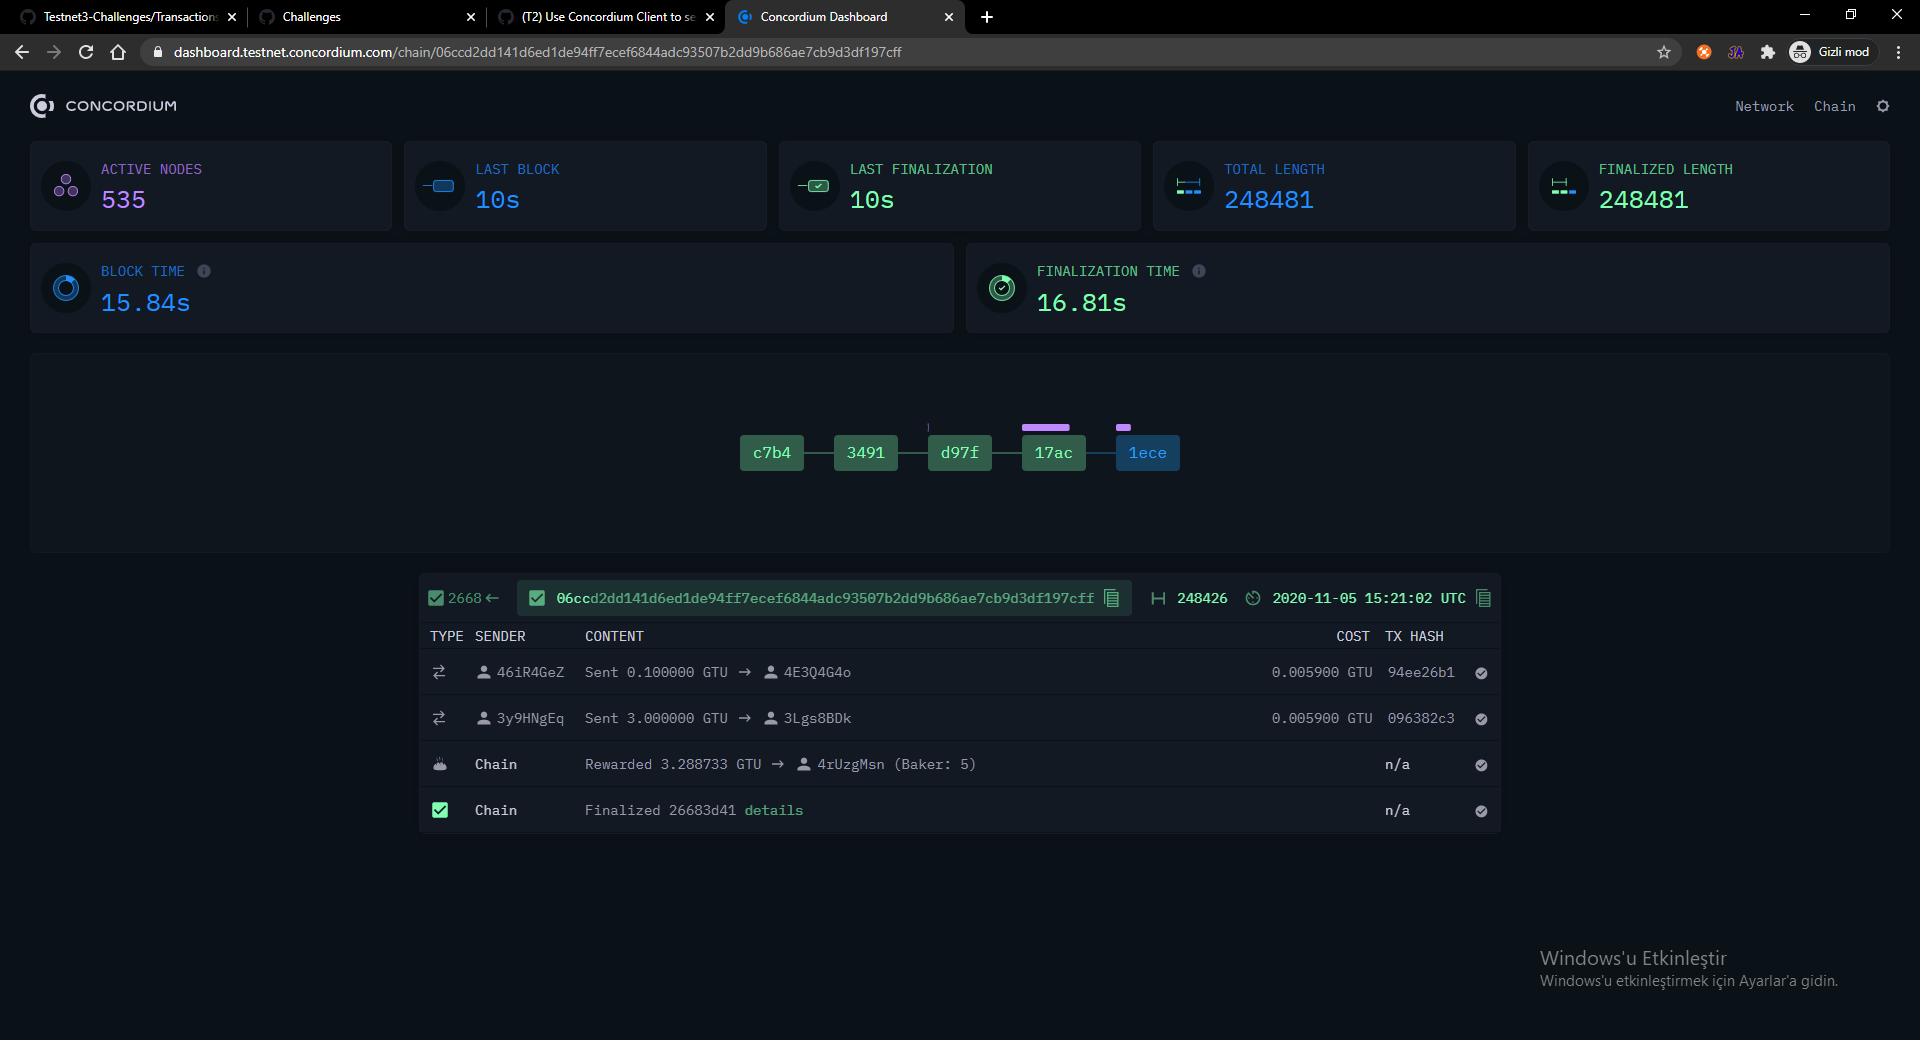 Testnet3-Challenges/Transactions
Challenges
(T2) Use Concordium Client to se
Concordium Dashboard
dashboard.testnet.concordium.com/chain/06ccd2dd141d6ed1de94ff7ecef6844adc93507b2dd9b686ae7cb9d3df197cff
Gizli mod
CONCORDIUM
Network Chain
ACTIVE NODES
535
LAST BLOCK
10s
LAST FINALIZATION
10s
TOTAL LENGTH
248481
FINALIZED LENGTH
248481
BLOCK TIME
15.84s
FINALIZATION TIME
16.81s
c7b4 3491 d97f 17ac 1ece
2668← 06ccd2dd141d6ed1de94ff7ecef6844adc93507b2dd9b686ae7cb9d3df197cff 248426 2020-11-05 15:21:02 UTC
TYPE SENDER CONTENT COST TX HASH
46iR4GeZ Sent 0.100000 GTU → 4E3Q4G4o 0.005900 GTU 94ee26b1
3y9HNgEq Sent 3.000000 GTU → 3Lgs8BDk 0.005900 GTU 096382c3
Chain Rewarded 3.288733 GTU → 4rUzgMsn (Baker: 5) n/a
Chain Finalized 26683d41 details n/a
Windows'u Etkinleştir
Windows'u etkinleştirmek için Ayarlar'a gidin.